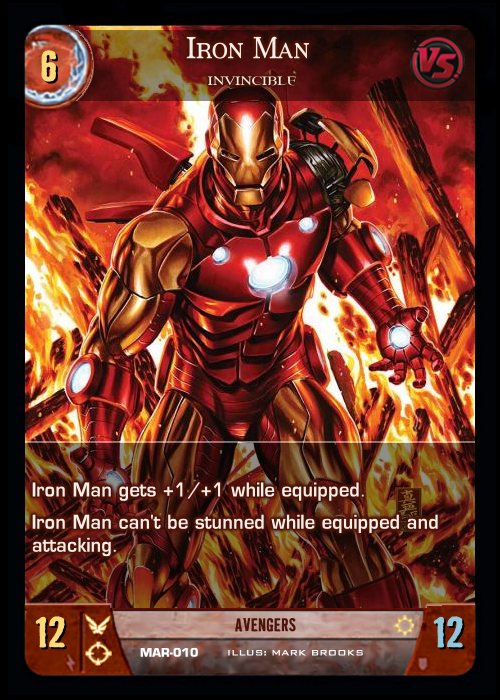 6
Iron Man
VS
INVINCIBLE
Iron Man gets +1/+1 while equipped.
Iron Man can't be stunned while equipped and
attacking.
12
AVENGERS
12
MAR-010 ILLUS: MARK BROOKS